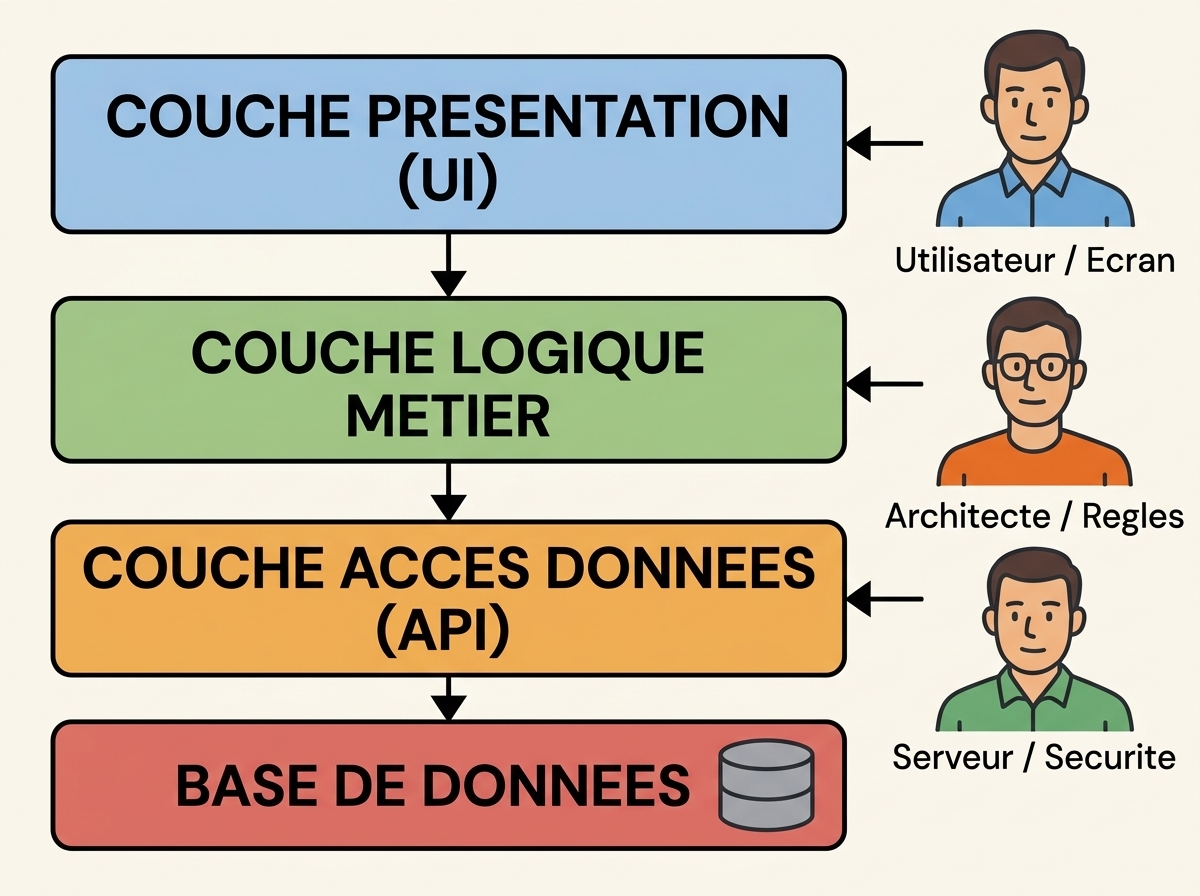 COUCHE PRESENTATION
(UI)
Utilisateur / Ecran
COUCHE LOGIQUE
METIER
Architecte / Regles
COUCHE ACCES DONNEES
(API)
Serveur / Securite
BASE DE DONNEES